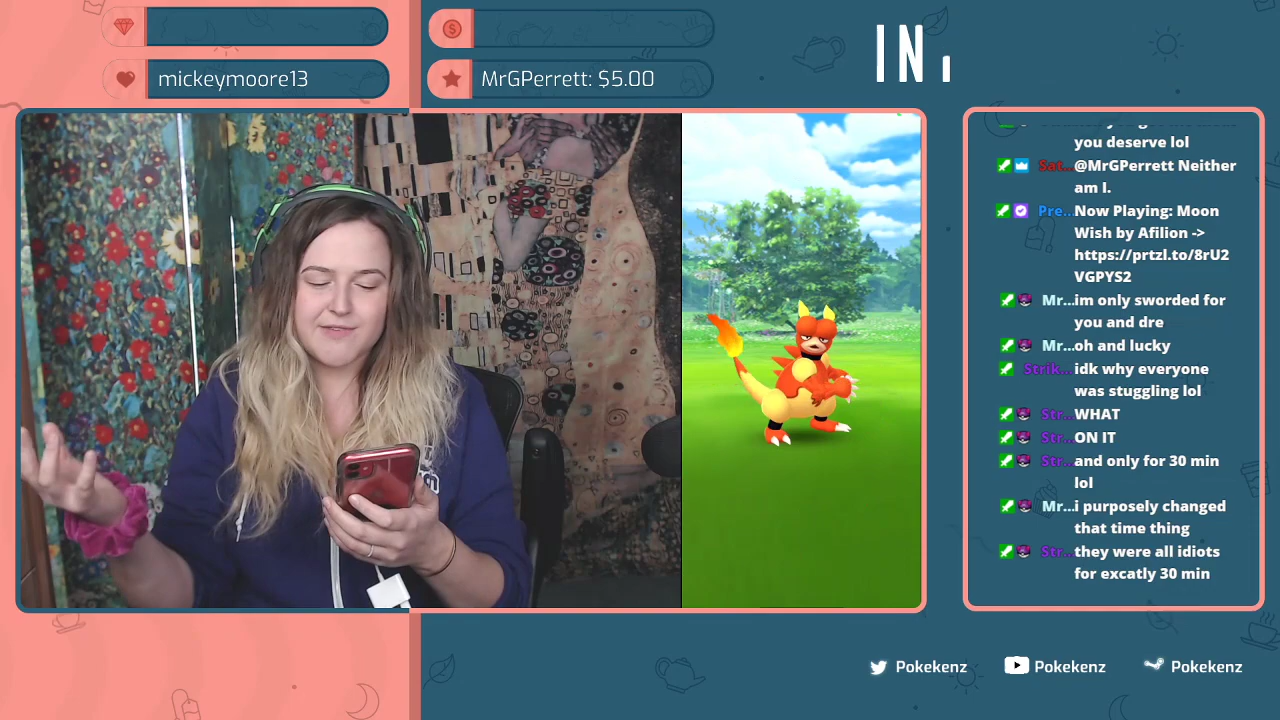 mickeymoore13
MrGPerrett: $5.00
IN
you deserve lol
Sat... @MrGPerrett Neither
am I.
Pre... Now Playing: Moon
Wish by Afilion ->
https://prtzl.to/8rU2
VGPYS2
Mr... im only sworded for
you and dre
Mr... oh and lucky
Strik... idk why everyone
was stuggling lol
Str... WHAT
Str... ON IT
Str... and only for 30 min
lol
Mr... i purposely changed
that time thing
Str... they were all idiots
for excatly 30 min
Pokekenz
Pokekenz
Pokekenz